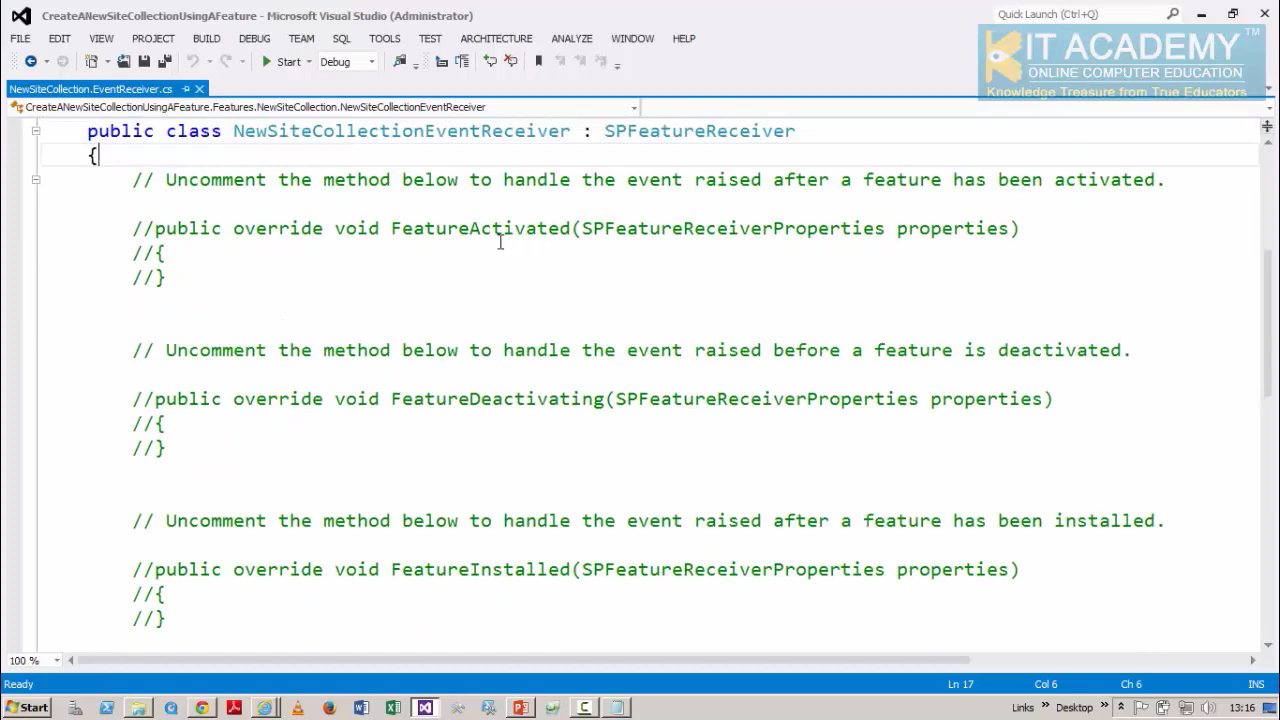 CreateANewSiteCollectionUsingAFeature - Microsoft Visual Studio (Administrator)
Quick Launch (Ctrl+Q)
FILE EDIT VIEW PROJECT BUILD DEBUG TEAM SQL TOOLS TEST ARCHITECTURE ANALYZE WINDOW HELP
K IT ACADEMY TM
ONLINE COMPUTER EDUCATION
Knowledge Treasure from True Educators
Start Debug
NewSiteCollection.EventReceiver.cs
CreateANewSiteCollectionUsingAFeature.Features.NewSiteCollection.NewSiteCollectionEventReceiver
public class NewSiteCollectionEventReceiver : SPFeatureReceiver
{
// Uncomment the method below to handle the event raised after a feature has been activated.
//public override void FeatureActivated(SPFeatureReceiverProperties properties)
//{
//}
// Uncomment the method below to handle the event raised before a feature is deactivated.
//public override void FeatureDeactivating(SPFeatureReceiverProperties properties)
//{
//}
// Uncomment the method below to handle the event raised after a feature has been installed.
//public override void FeatureInstalled(SPFeatureReceiverProperties properties)
//{
//}
100 %
Ready Ln 17 Col 6 Ch 6 INS
Start Links » Desktop » 13:16